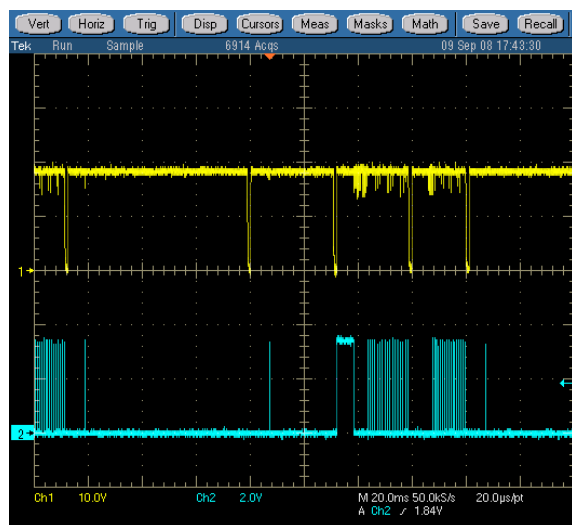 Vert Horiz Trig Disp Cursors Meas Masks Math Save Recall
Tek Run Sample 6914 Acqs 09 Sep 08 17:43:30
1
2
Ch1 10.0V Ch2 2.0V M 20.0ms 50.0kS/s 20.0µs/pt
A Ch2 ⁄ 1.84V